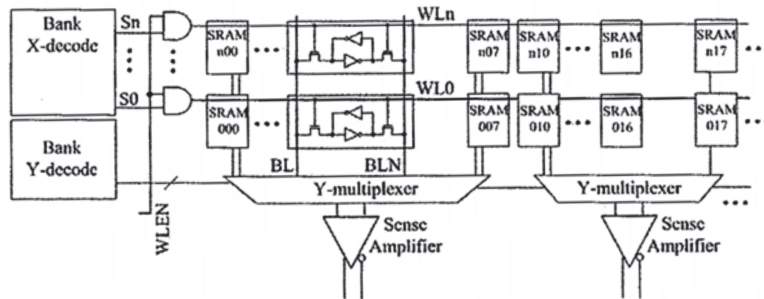 Bank
X-decode
Sn
S0
Bank
Y-decode
WLEN
WLn
WL0
SRAM
n00
SRAM
n07
SRAM
n10
SRAM
n16
SRAM
n17
SRAM
000
SRAM
007
SRAM
010
SRAM
016
SRAM
017
BL
BLN
Y-multiplexer
Y-multiplexer
Sense
Amplifier
Sense
Amplifier